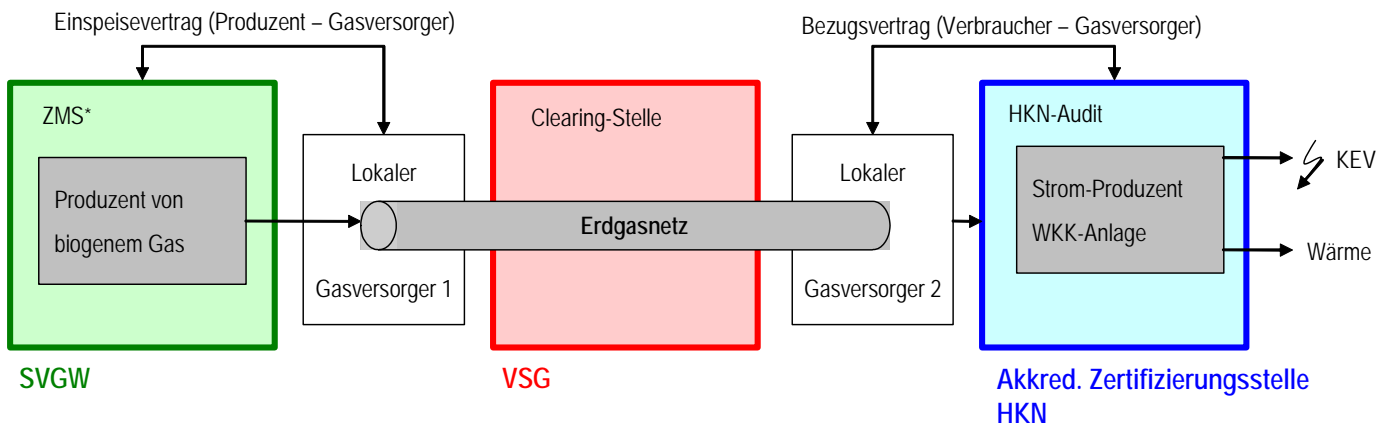 Einspeisevertrag (Produzent – Gasversorger)
Bezugsvertrag (Verbraucher – Gasversorger)
ZMS*
Produzent von
biogenem Gas
Lokaler
Gasversorger 1
Clearing-Stelle
Erdgasnetz
Lokaler
Gasversorger 2
HKN-Audit
Strom-Produzent
WKK-Anlage
KEV
Wärme
SVGW
VSG
Akkred. Zertifizierungsstelle
HKN